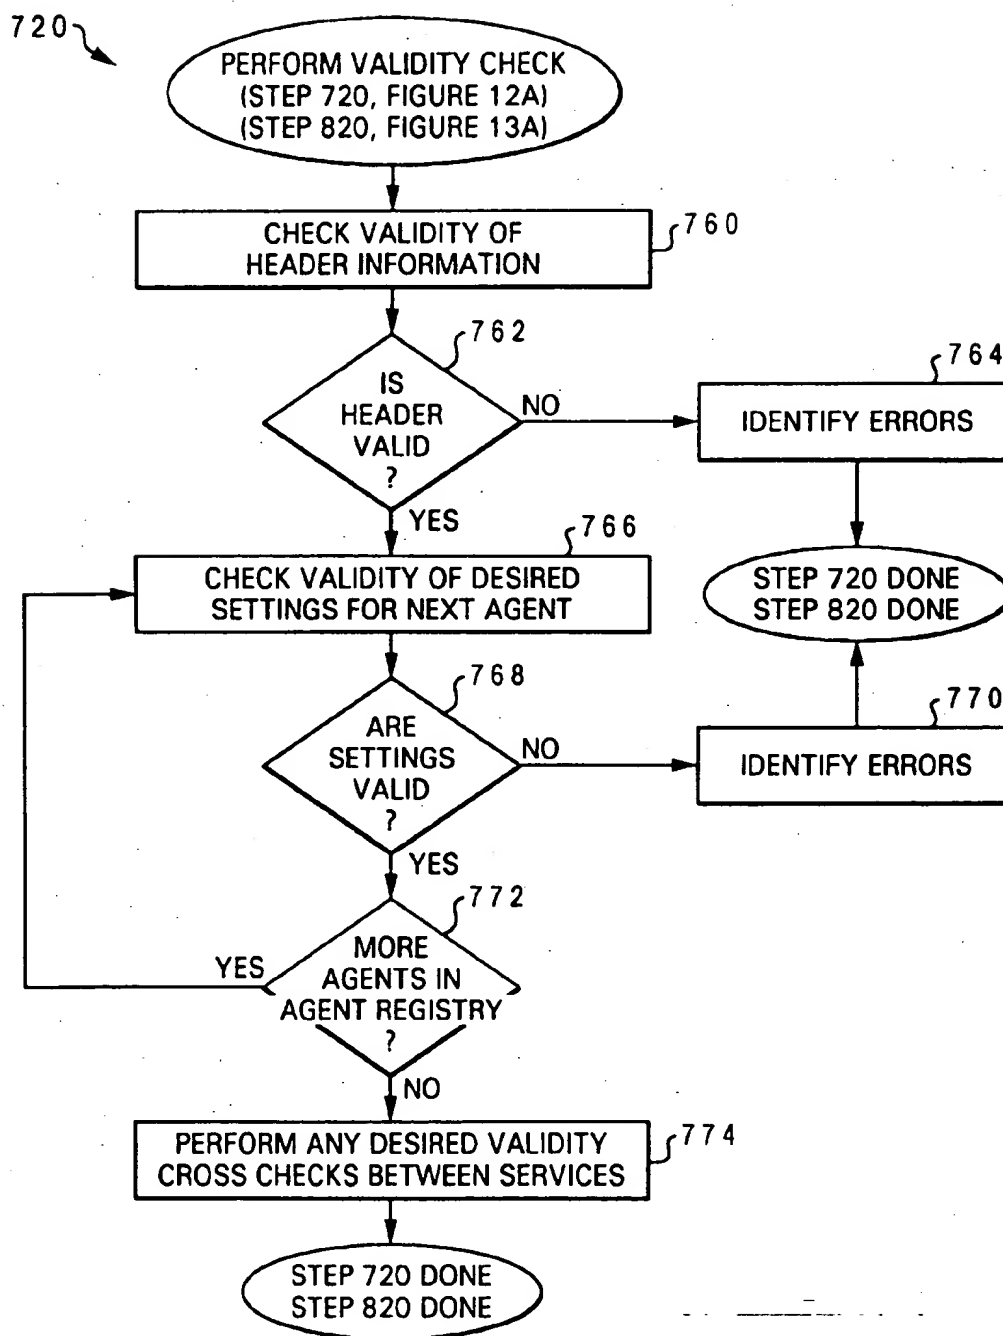 720
PERFORM VALIDITY CHECK
(STEP 720, FIGURE 12A)
(STEP 820, FIGURE 13A)
CHECK VALIDITY OF
HEADER INFORMATION
760
762
IS
HEADER
VALID
?
NO
YES
764
IDENTIFY ERRORS
766
CHECK VALIDITY OF DESIRED
SETTINGS FOR NEXT AGENT
STEP 720 DONE
STEP 820 DONE
768
ARE
SETTINGS
VALID
?
NO
YES
770
IDENTIFY ERRORS
772
MORE
AGENTS IN
AGENT REGISTRY
?
YES
NO
774
PERFORM ANY DESIRED VALIDITY
CROSS CHECKS BETWEEN SERVICES
STEP 720 DONE
STEP 820 DONE